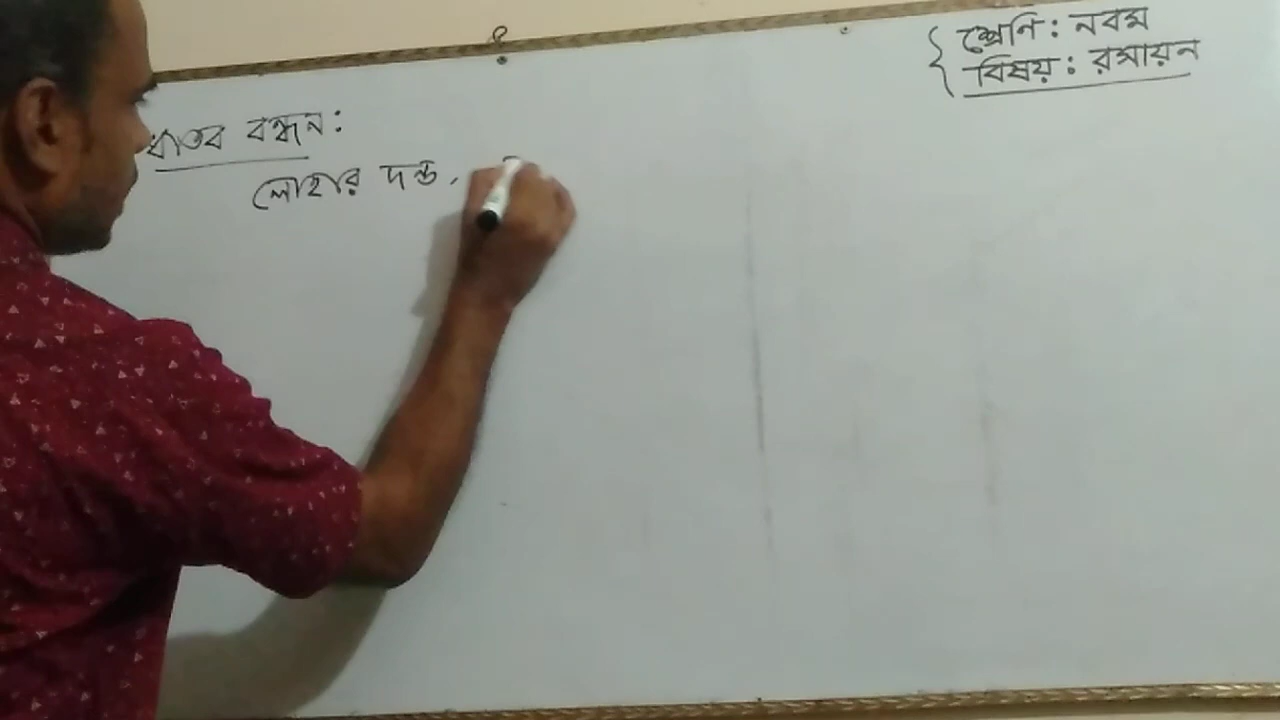 শ্রেণি : নবম
বিষয় : রসায়ন
ধাতব বন্ধন :
লোহার দন্ড,